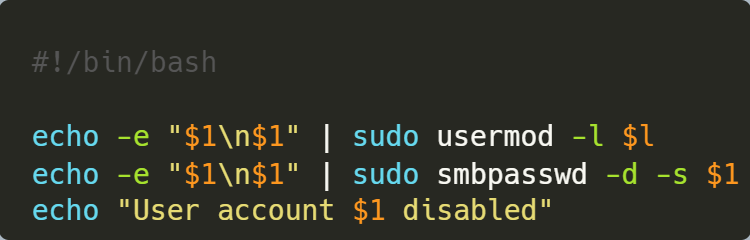 #!/bin/bash
echo -e "$1\n$1" | sudo usermod -l $l
echo -e "$1\n$1" | sudo smbpasswd -d -s $1
echo "User account $1 disabled"